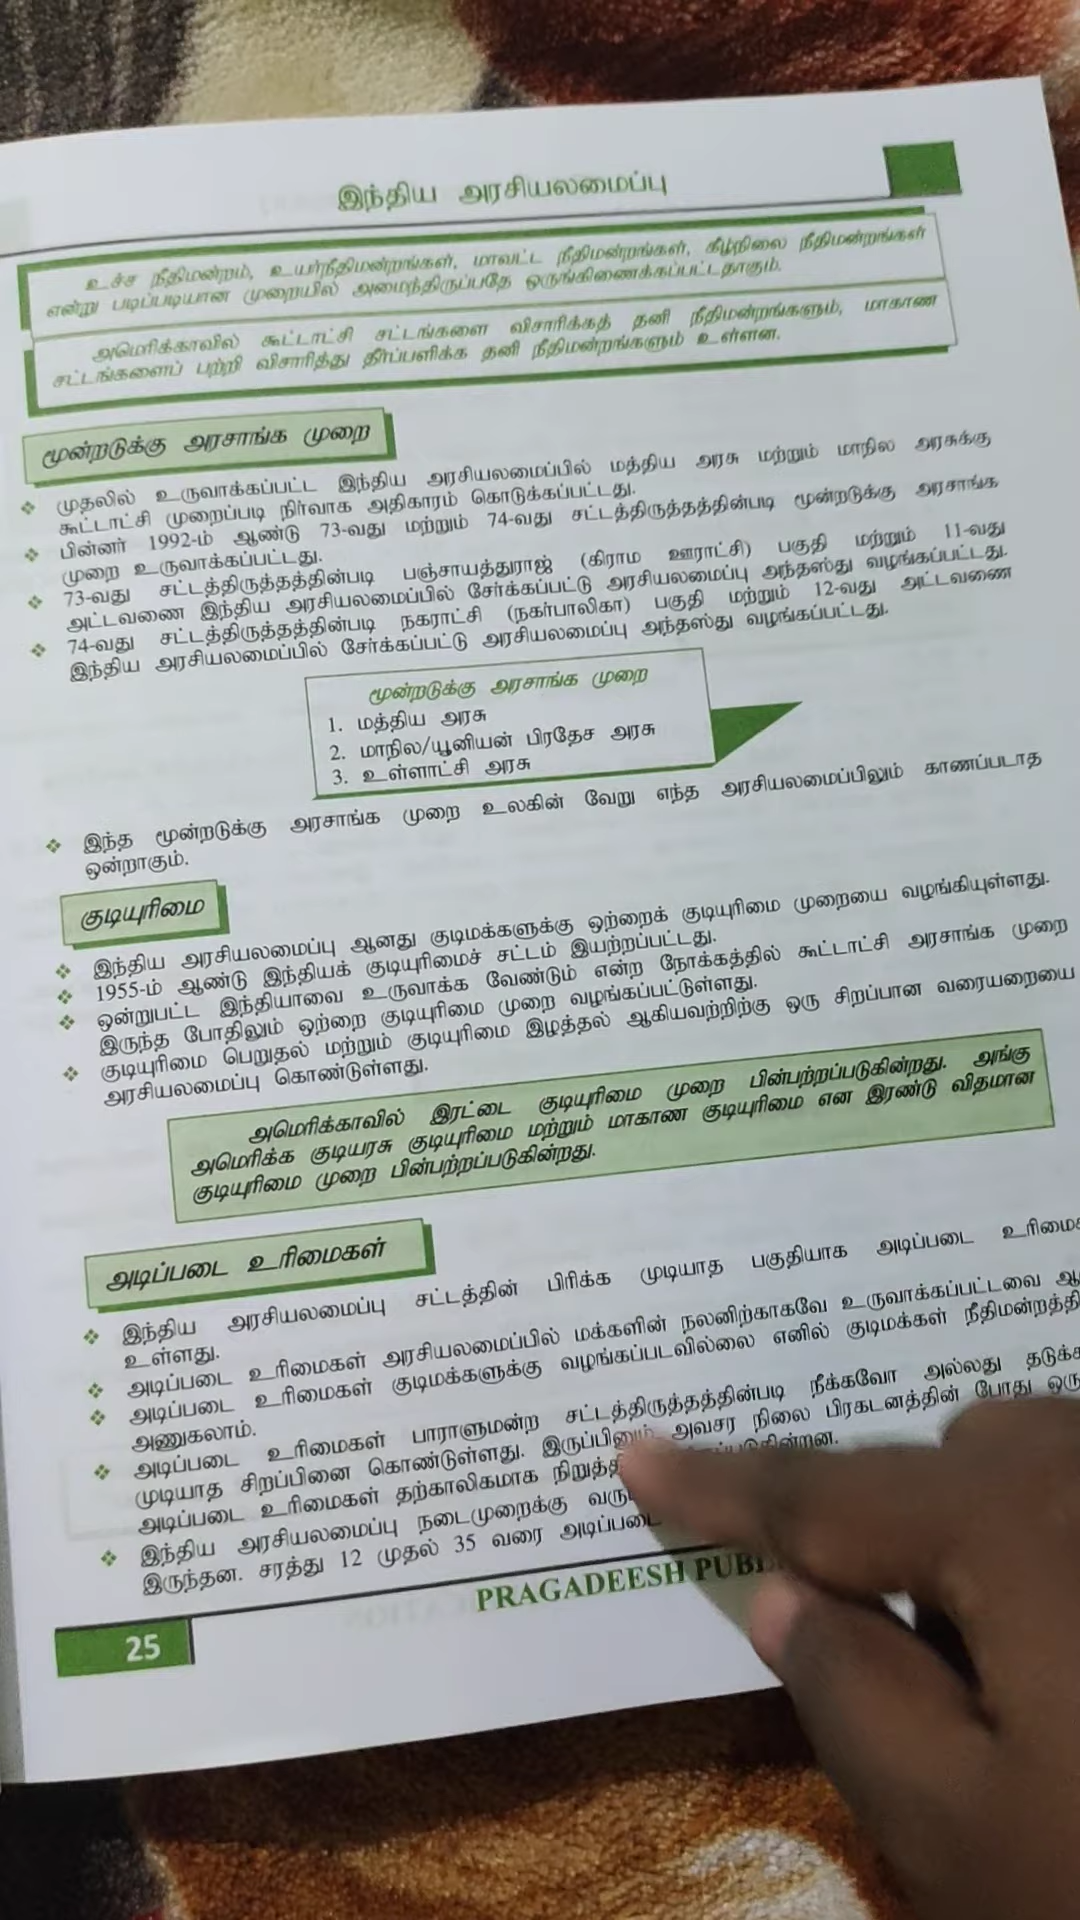 இந்திய அரசியலமைப்பு
உச்ச நீதிமன்றம், உயர்நீதிமன்றங்கள், மாவட்ட நீதிமன்றங்கள், கீழ்நிலை நீதிமன்றங்கள்
என்று படிப்படியான முறையில் அமைந்திருப்பதே ஒருங்கிணைக்கப்பட்டதாகும்.
அமெரிக்காவில் கூட்டாட்சி சட்டங்களை விசாரிக்கத் தனி நீதிமன்றங்களும், மாகாண
சட்டங்களைப் பற்றி விசாரித்து தீர்ப்பளிக்க தனி நீதிமன்றங்களும் உள்ளன.
மூன்றடுக்கு அரசாங்க முறை
❖ முதலில் உருவாக்கப்பட்ட இந்திய அரசியலமைப்பில் மத்திய அரசு மற்றும் மாநில அரசுக்கு
கூட்டாட்சி முறைப்படி நிர்வாக அதிகாரம் கொடுக்கப்பட்டது.
❖ பின்னர் 1992-ம் ஆண்டு 73-வது மற்றும் 74-வது சட்டத்திருத்தத்தின்படி மூன்றடுக்கு அரசாங்க
முறை உருவாக்கப்பட்டது.
❖ 73-வது சட்டத்திருத்தத்தின்படி பஞ்சாயத்துராஜ் (கிராம ஊராட்சி) பகுதி மற்றும் 11-வது
அட்டவணை இந்திய அரசியலமைப்பில் சேர்க்கப்பட்டு அரசியலமைப்பு அந்தஸ்து வழங்கப்பட்டது.
❖ 74-வது சட்டத்திருத்தத்தின்படி நகராட்சி (நகர்பாலிகா) பகுதி மற்றும் 12-வது அட்டவணை
இந்திய அரசியலமைப்பில் சேர்க்கப்பட்டு அரசியலமைப்பு அந்தஸ்து வழங்கப்பட்டது.
மூன்றடுக்கு அரசாங்க முறை
1. மத்திய அரசு
2. மாநில/யூனியன் பிரதேச அரசு
3. உள்ளாட்சி அரசு
❖ இந்த மூன்றடுக்கு அரசாங்க முறை உலகின் வேறு எந்த அரசியலமைப்பிலும் காணப்படாத
ஒன்றாகும்.
குடியுரிமை
❖ இந்திய அரசியலமைப்பு ஆனது குடிமக்களுக்கு ஒற்றைக் குடியுரிமை முறையை வழங்கியுள்ளது.
❖ 1955-ம் ஆண்டு இந்தியக் குடியுரிமைச் சட்டம் இயற்றப்பட்டது.
❖ ஒன்றுபட்ட இந்தியாவை உருவாக்க வேண்டும் என்ற நோக்கத்தில் கூட்டாட்சி அரசாங்க முறை
இருந்த போதிலும் ஒற்றை குடியுரிமை முறை வழங்கப்பட்டுள்ளது.
❖ குடியுரிமை பெறுதல் மற்றும் குடியுரிமை இழத்தல் ஆகியவற்றிற்கு ஒரு சிறப்பான வரையறையை
அரசியலமைப்பு கொண்டுள்ளது.
அமெரிக்காவில் இரட்டை குடியுரிமை முறை பின்பற்றப்படுகின்றது. அங்கு
அமெரிக்க குடியரசு குடியுரிமை மற்றும் மாகாண குடியுரிமை என இரண்டு விதமான
குடியுரிமை முறை பின்பற்றப்படுகின்றது.
அடிப்படை உரிமைகள்
❖ இந்திய அரசியலமைப்பு சட்டத்தின் பிரிக்க முடியாத பகுதியாக அடிப்படை
உள்ளது.
❖ அடிப்படை உரிமைகள் அரசியலமைப்பில் மக்களின் நலனிற்காகவே உருவாக்கப்பட்டவை
❖ அடிப்படை உரிமைகள் குடிமக்களுக்கு வழங்கப்படவில்லை எனில் குடிமக்கள்
அணுகலாம்.
❖ அடிப்படை உரிமைகள் பாராளுமன்ற சட்டத்திருத்தத்தின்படி நீக்கவோ அல்லது
முடியாத சிறப்பினை கொண்டுள்ளது. இருப்பினும் அவசர நிலை பிரகடனத்தின் போது ஒரு
அடிப்படை உரிமைகள் தற்காலிகமாக
❖ இந்திய அரசியலமைப்பு நடைமுறைக்கு
இருந்தன. சரத்து 12 முதல் 35 வரை அடிப்படை
PRAGADEESH
25